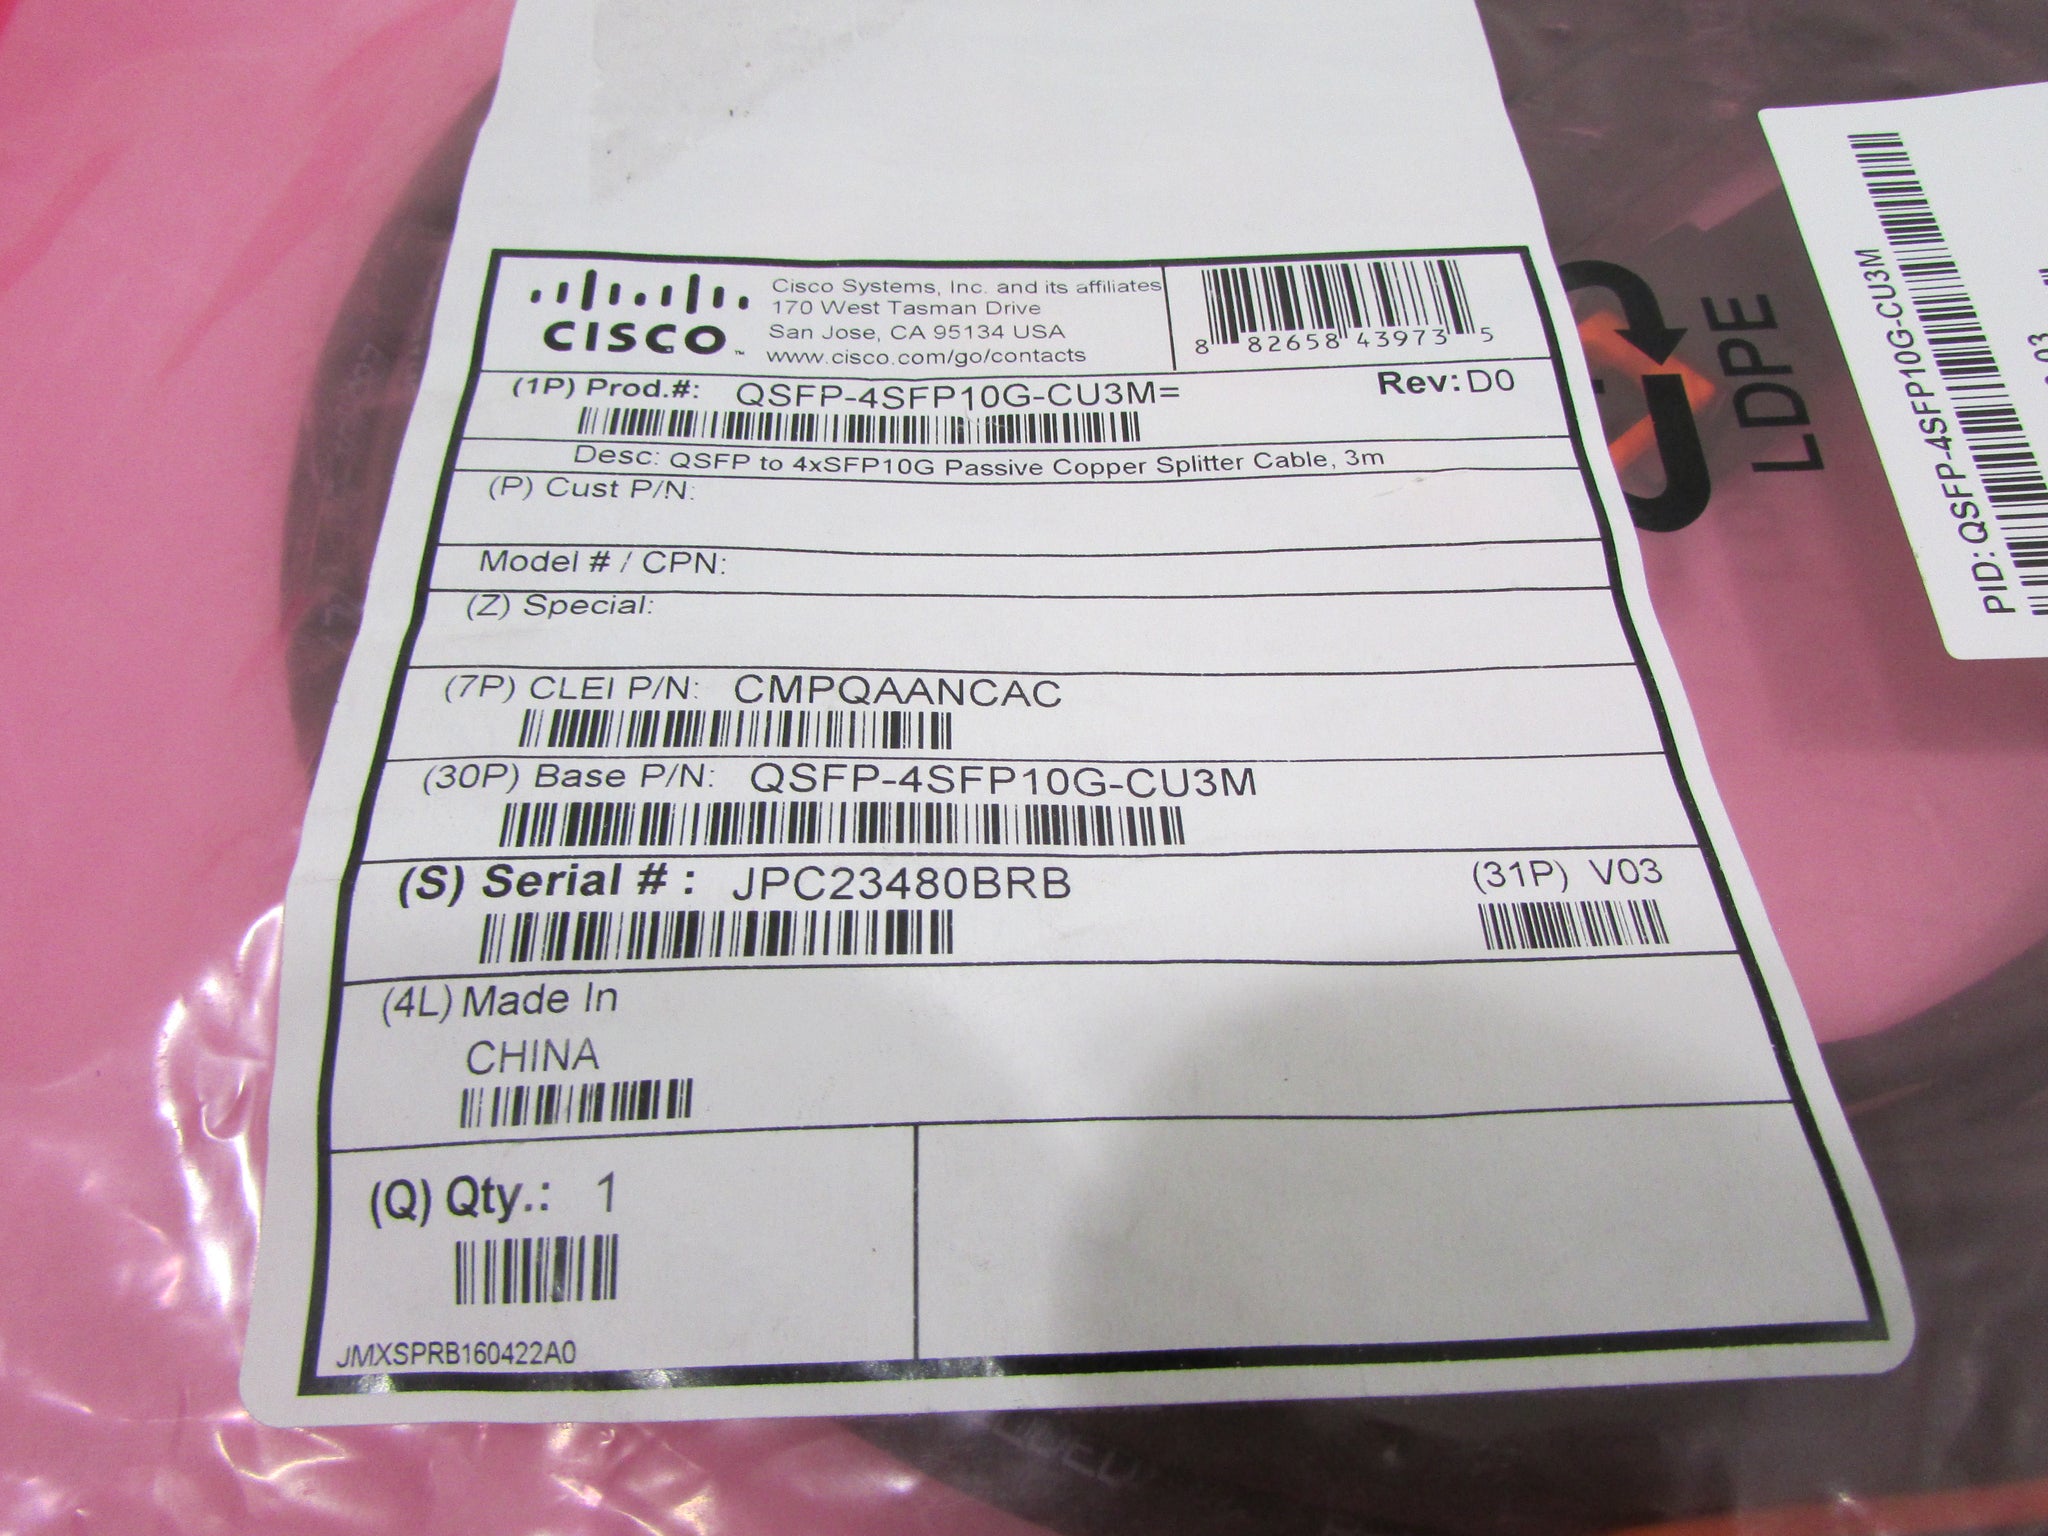 CISCO
Cisco Systems, Inc. and its affiliates
170 West Tasman Drive
San Jose, CA 95134 USA
www.cisco.com/go/contacts
8 82658 43973 5
(1P) Prod.#: QSFP-4SFP10G-CU3M=
Rev: D0
Desc: QSFP to 4xSFP10G Passive Copper Splitter Cable, 3m
(P) Cust P/N:
Model # / CPN:
(Z) Special:
(7P) CLEI P/N: CMPQAANCAC
(30P) Base P/N: QSFP-4SFP10G-CU3M
(S) Serial # : JPC23480BRB
(31P) V03
(4L) Made In
CHINA
(Q) Qty.: 1
JMXSPRB160422A0
LDPE
PID: QSFP-4SFP10G-CU3M